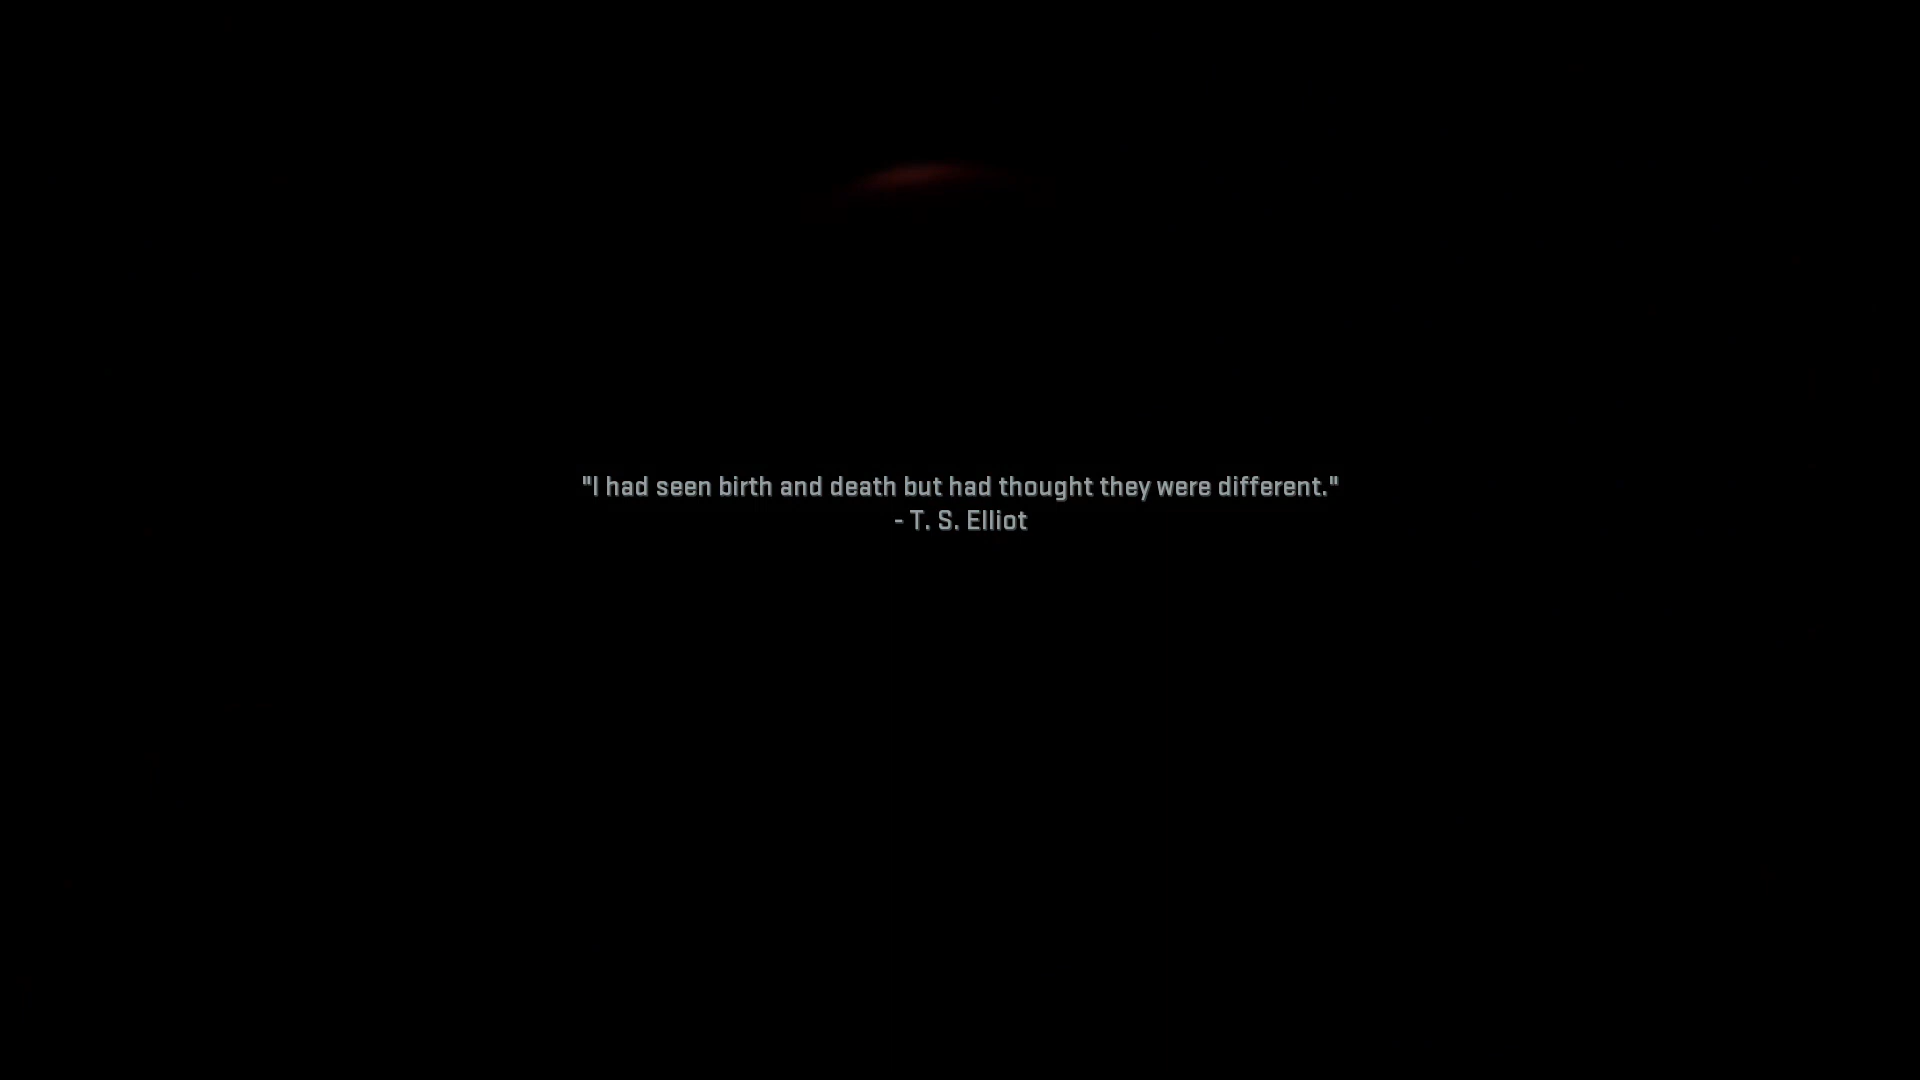 "I had seen birth and death but had thought they were different."
- T. S. Elliot